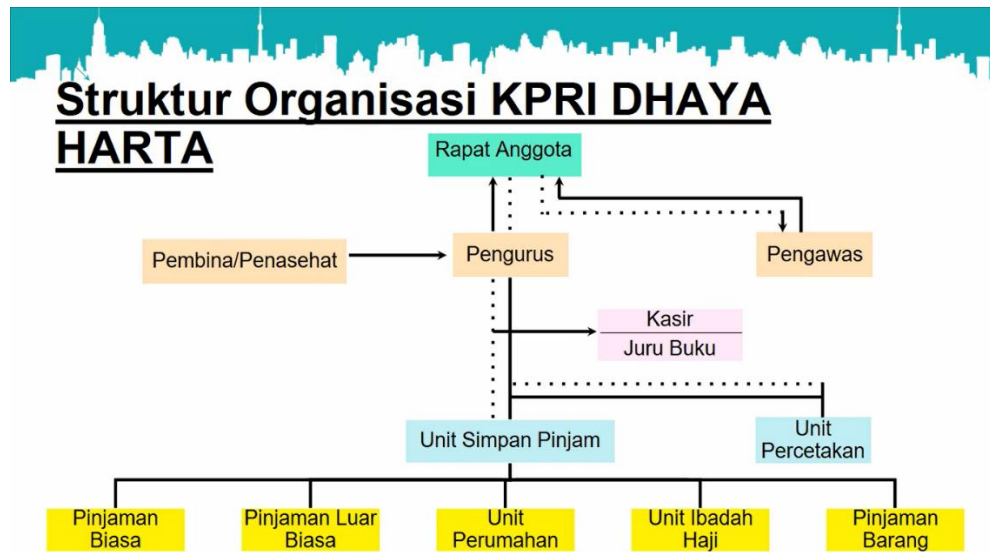 Struktur Organisasi KPRI DHAYA
HARTA
Rapat Anggota
Pembina/Penasehat
Pengurus
Pengawas
Kasir
Juru Buku
Unit Simpan Pinjam
Unit
Percetakan
Pinjaman
Biasa
Pinjaman Luar
Biasa
Unit
Perumahan
Unit Ibadah
Haji
Pinjaman
Barang